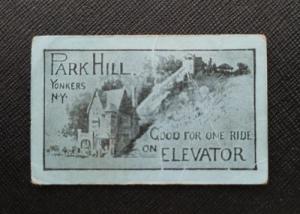 PARK HILL.
YONKERS
N.Y.
GOOD FOR ONE RIDE
ON ELEVATOR